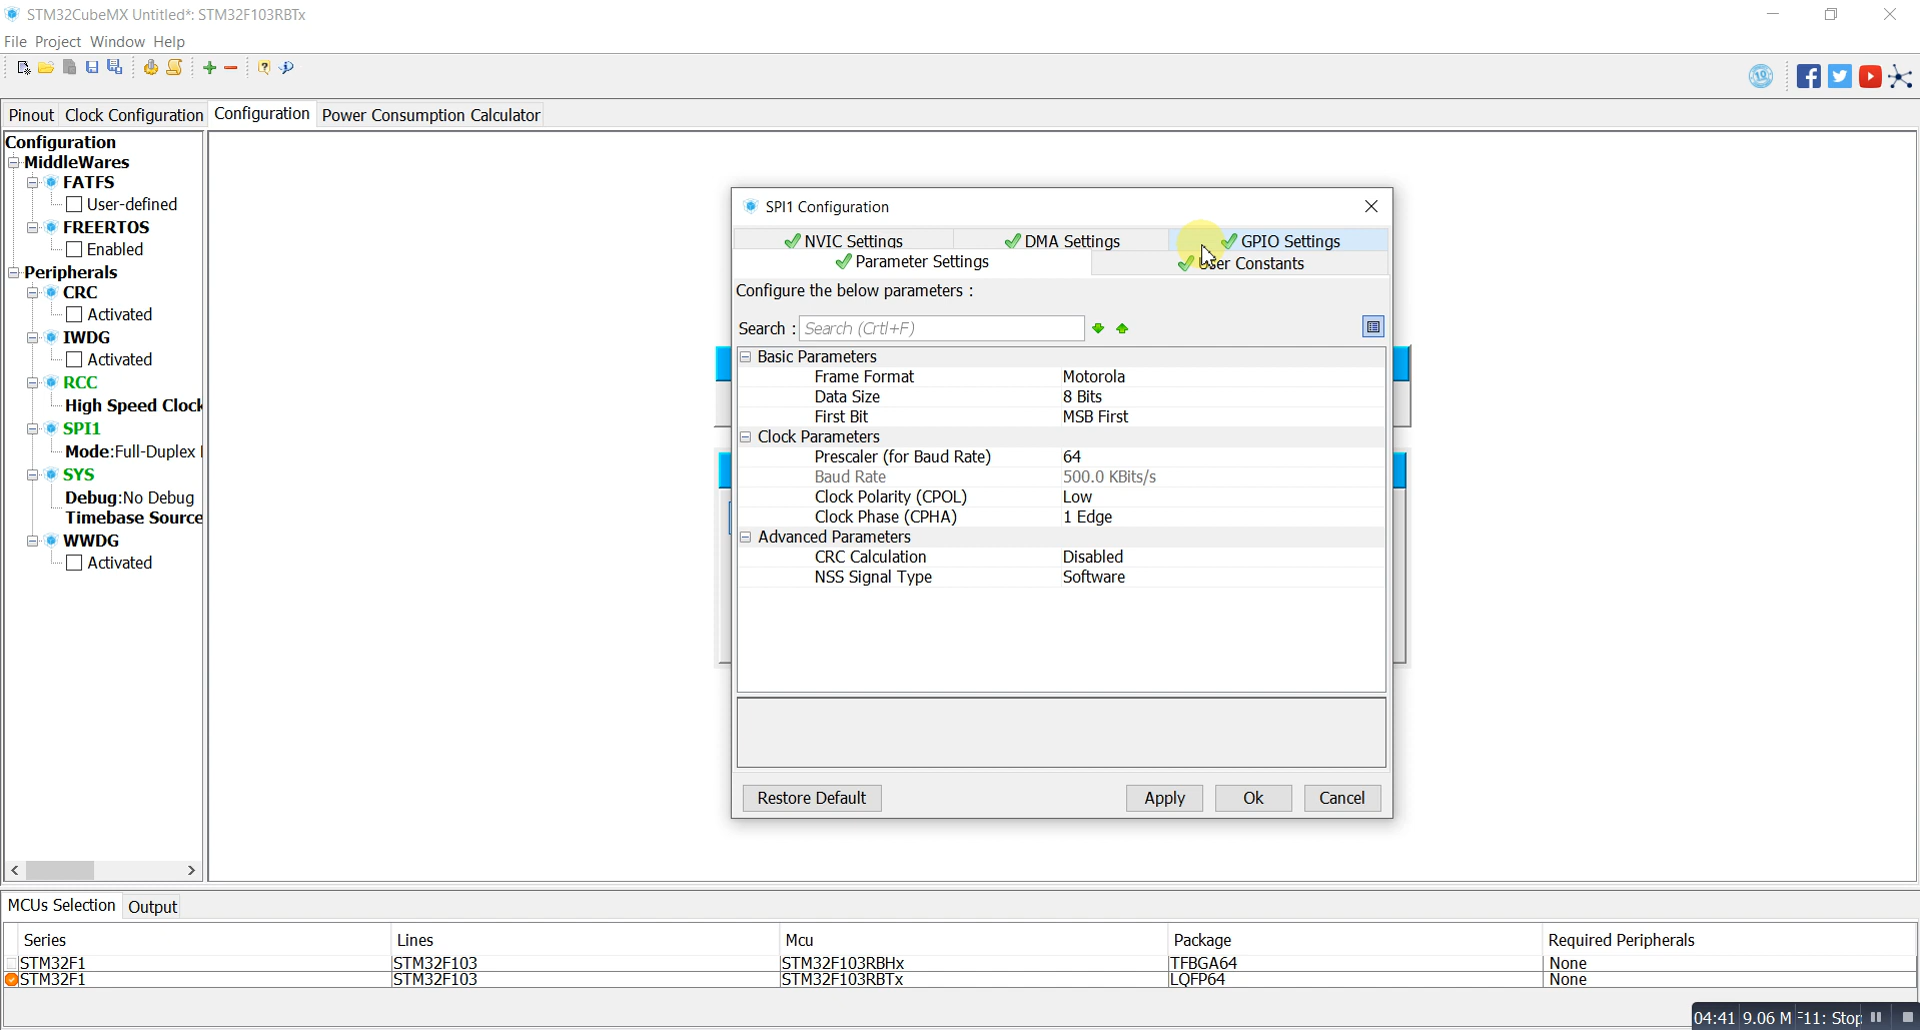 STM32CubeMX Untitled*: STM32F103RBTx
File Project Window Help
Pinout Clock Configuration Configuration Power Consumption Calculator
Configuration
MiddleWares
FATFS
User-defined
FREERTOS
Enabled
Peripherals
CRC
Activated
IWDG
Activated
RCC
High Speed Clock
SPI1
Mode:Full-Duplex
SYS
Debug:No Debug
Timebase Source
WWDG
Activated
SPI1 Configuration
NVIC Settings DMA Settings GPIO Settings
Parameter Settings User Constants
Configure the below parameters :
Search : Search (Crtl+F)
Basic Parameters
Frame Format Motorola
Data Size 8 Bits
First Bit MSB First
Clock Parameters
Prescaler (for Baud Rate) 64
Baud Rate 500.0 KBits/s
Clock Polarity (CPOL) Low
Clock Phase (CPHA) 1 Edge
Advanced Parameters
CRC Calculation Disabled
NSS Signal Type Software
Restore Default Apply Ok Cancel
MCUs Selection Output
Series Lines Mcu Package Required Peripherals
STM32F1 STM32F103 STM32F103RBHx TFBGA64 None
STM32F1 STM32F103 STM32F103RBTx LQFP64 None
04:41 9.06 M F11: Stop